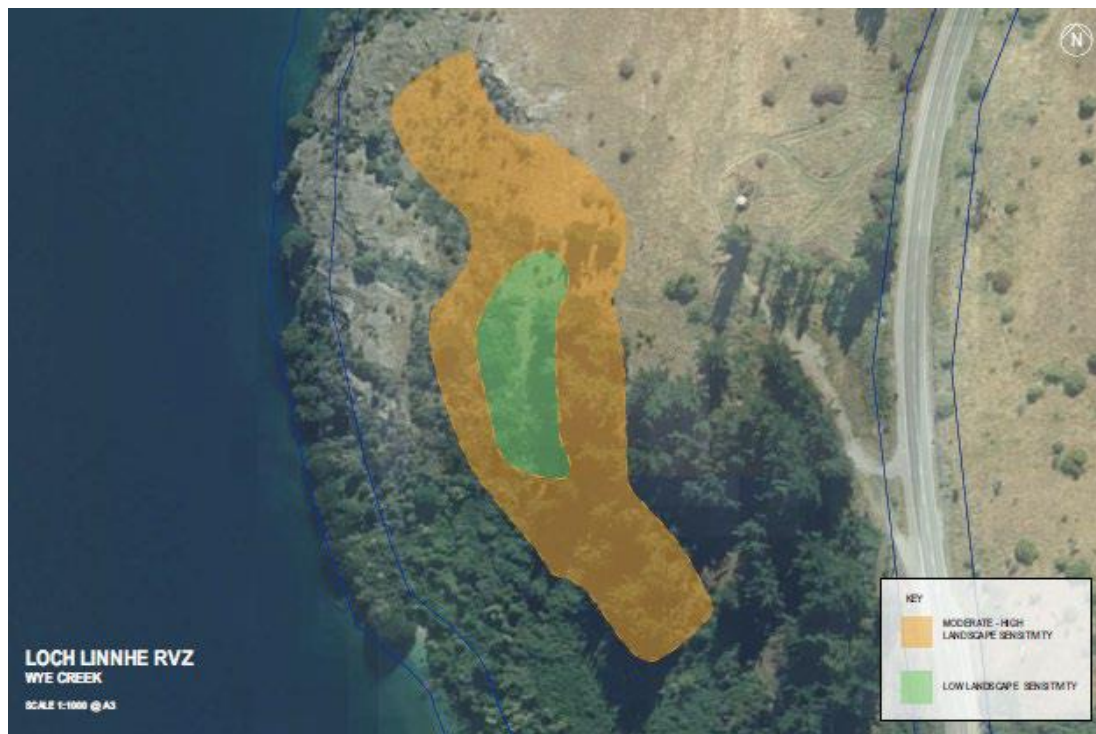 N
LOCH LINNHE RVZ
WYE CREEK
SCALE 1:1000 @ A3
KEY
MODERATE - HIGH
LANDSCAPE SENSITIVITY
LOW LANDSCAPE SENSITIVITY